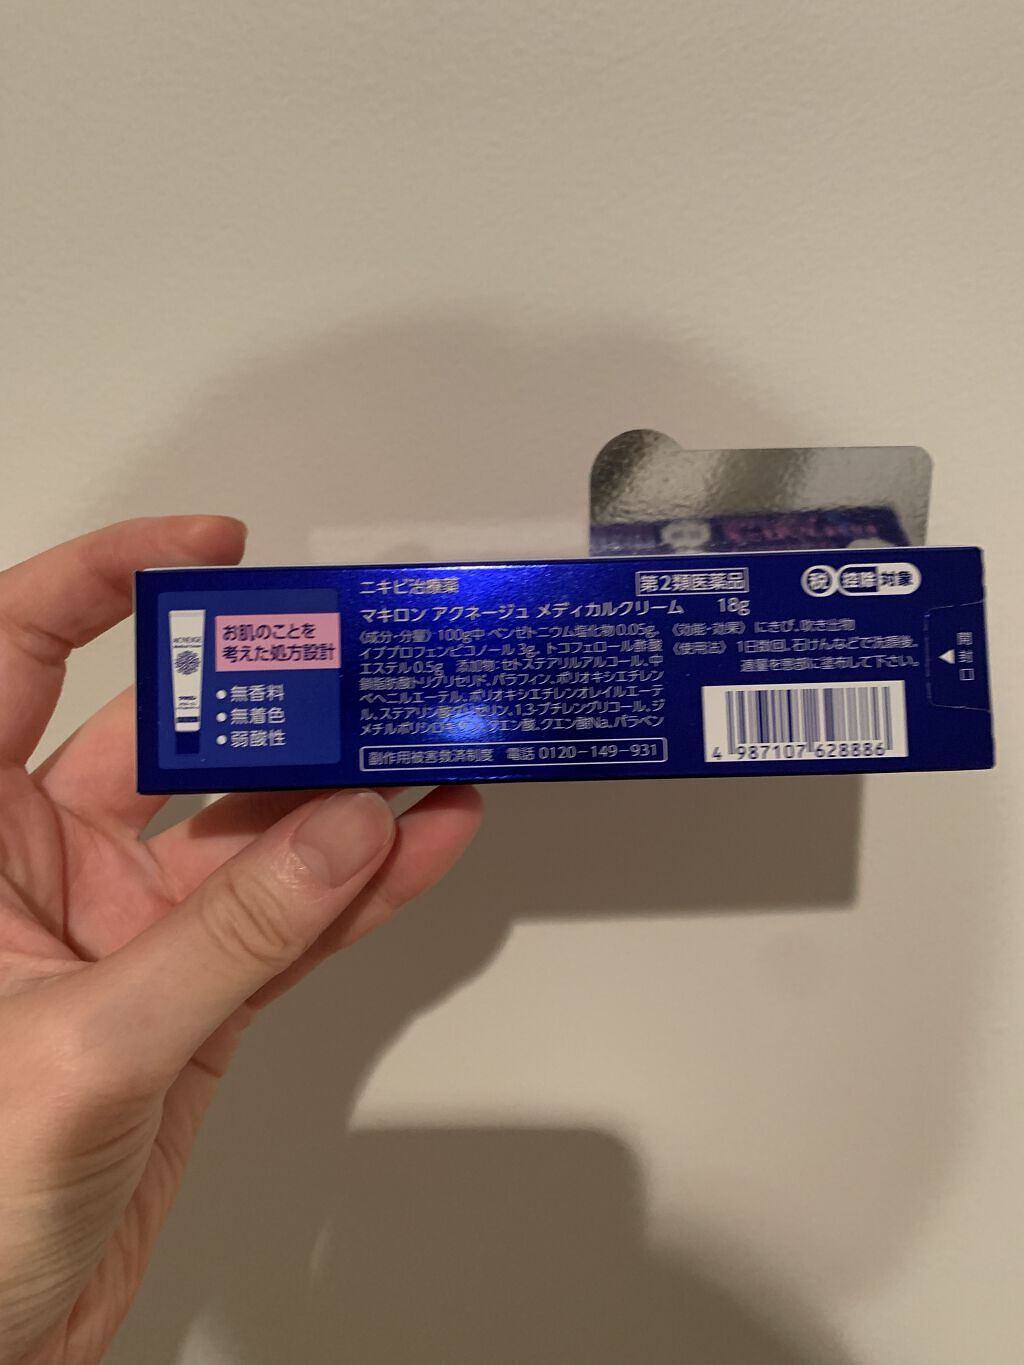 お肌のことを
考えた処方設計
●無香料
●無着色
●弱酸性
ニキビ治療薬
第2類医薬品
マキロン アクネージュ メディカルクリーム 18g
〈成分・分量〉100g中 ベンゼトニウム塩化物 0.05g、
イブプロフェンピコノール 3g、トコフェロール酢酸
エステル 0.5g 添加物:セトステアリルアルコール、中
鎖脂肪酸トリグリセリド、パラフィン、ポリオキシエチレン
ベヘニルエーテル、ポリオキシエチレンオレイルエーテ
ル、ステアリン酸グリセリン、1,3-ブチレングリコール、ジ
メチルポリシロキサン、クエン酸、クエン酸Na、パラベン
副作用被害救済制度 電話 0120-149-931
税 控除対象
〈効能・効果〉にきび、吹き出物
〈使用法〉1日数回、石けんなどで洗顔後、
適量を患部に塗布して下さい。
4 987107 628886
開封口